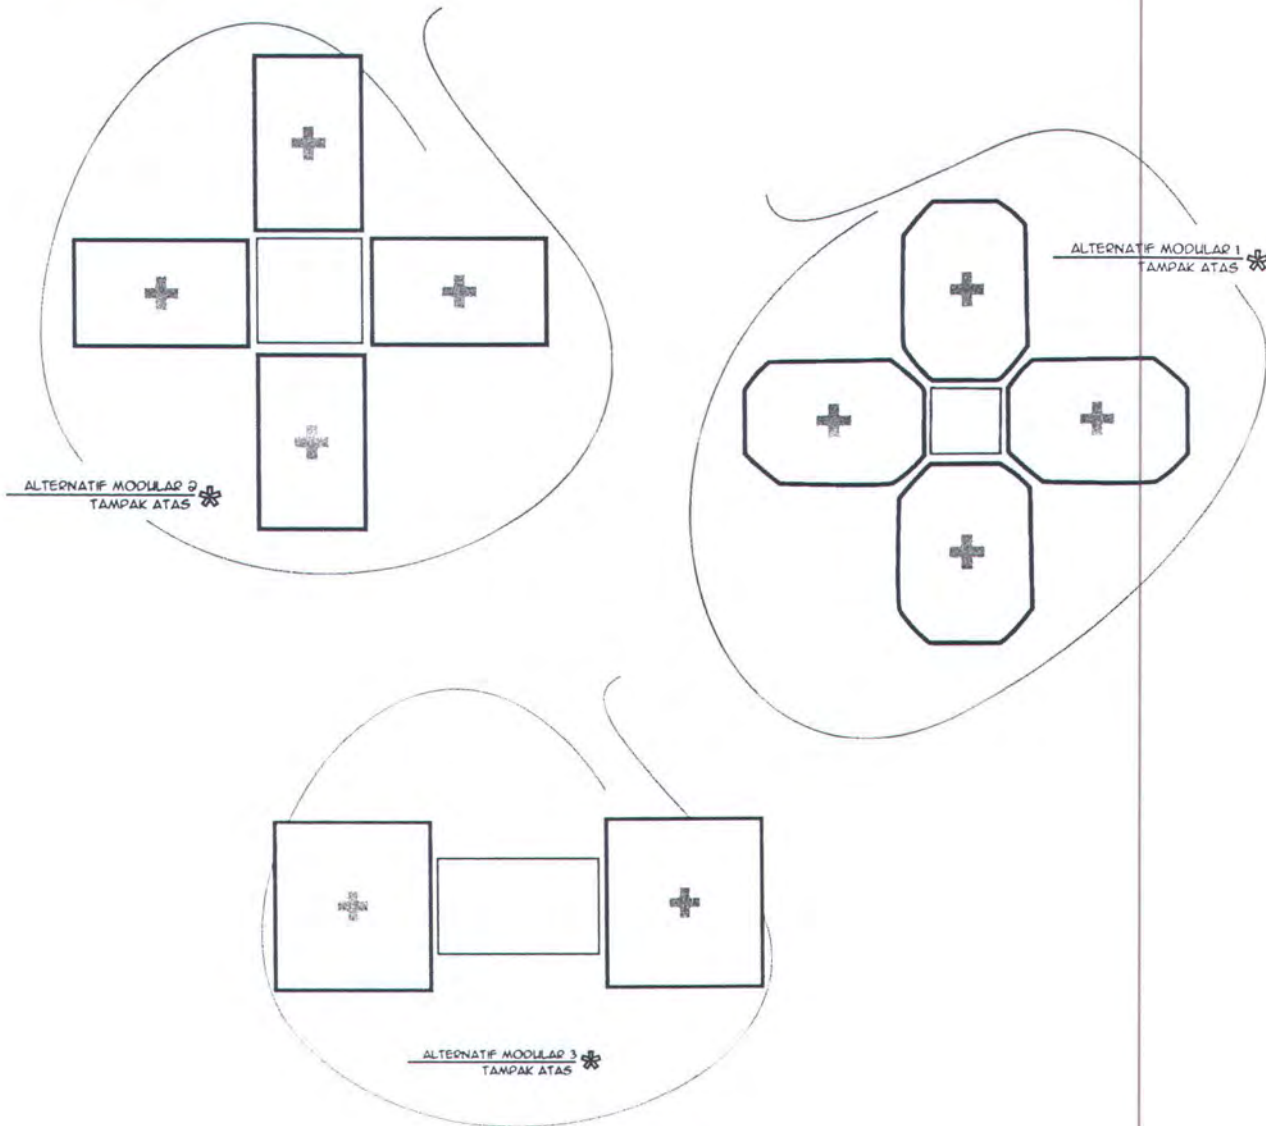 ALTERNATIF MODULAR 1
TAMPAK ATAS
ALTERNATIF MODULAR 2
TAMPAK ATAS
ALTERNATIF MODULAR 3
TAMPAK ATAS